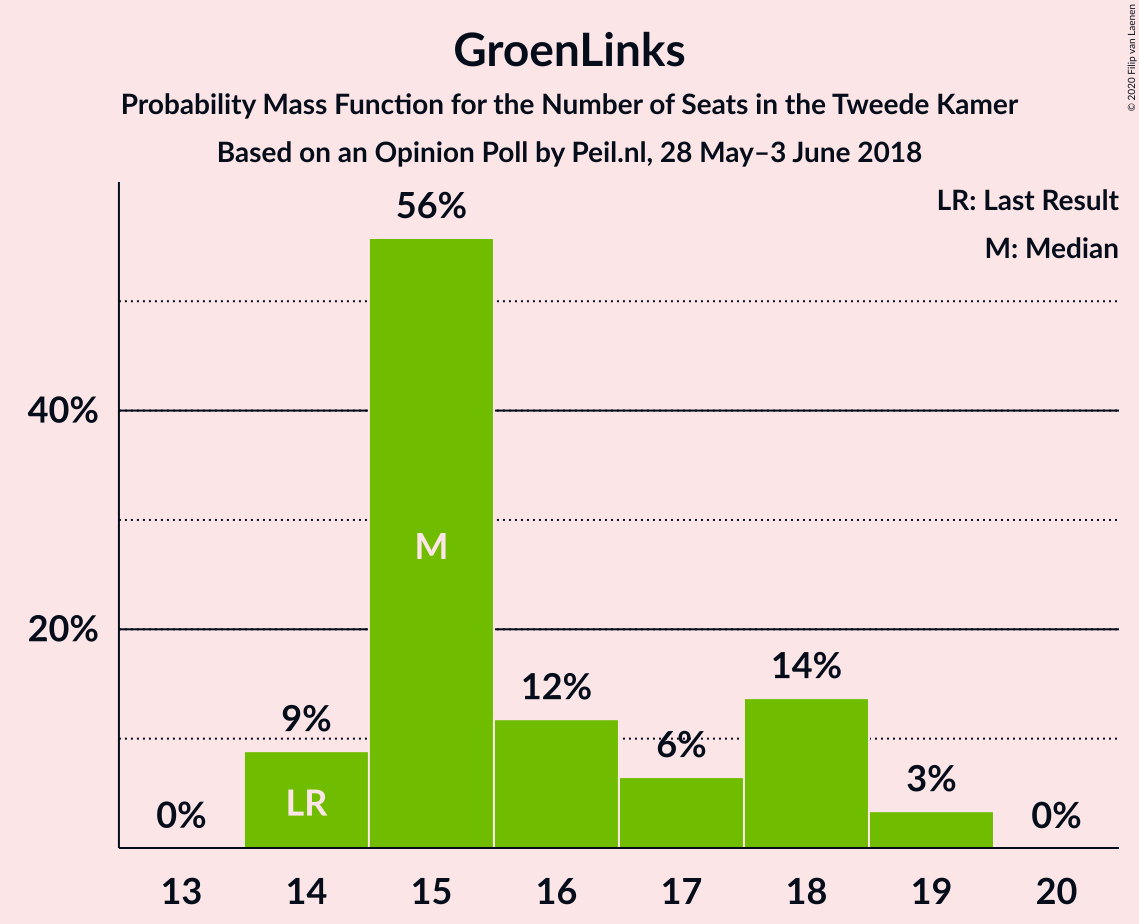 GroenLinks
Probability Mass Function for the Number of Seats in the Tweede Kamer
Based on an Opinion Poll by Peil.nl, 28 May–3 June 2018
© 2020 Filip van Laenen
LR: Last Result
M: Median
40%
20%
0%
9%
56%
12%
6%
14%
3%
0%
LR
M
13 14 15 16 17 18 19 20